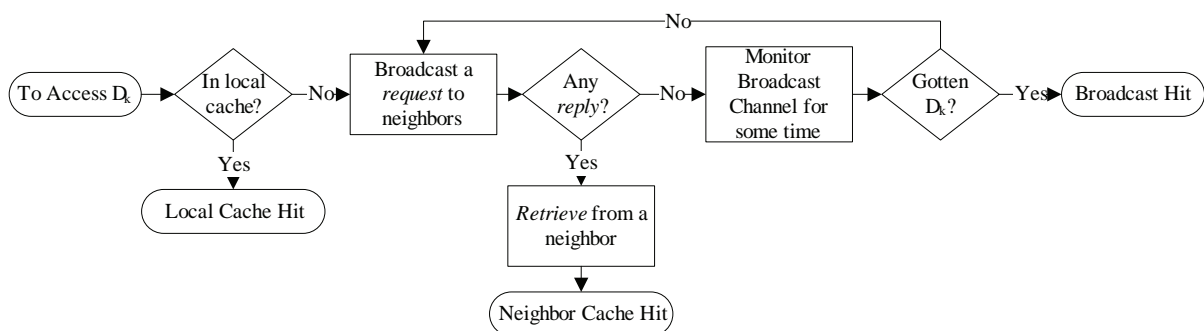 No
To Access Dk
In local
cache?
No
Broadcast a
request to
neighbors
Any
reply?
No
Monitor
Broadcast
Channel for
some time
Gotten
Dk?
Yes
Broadcast Hit
Yes
Local Cache Hit
Yes
Retrieve from a
neighbor
Neighbor Cache Hit